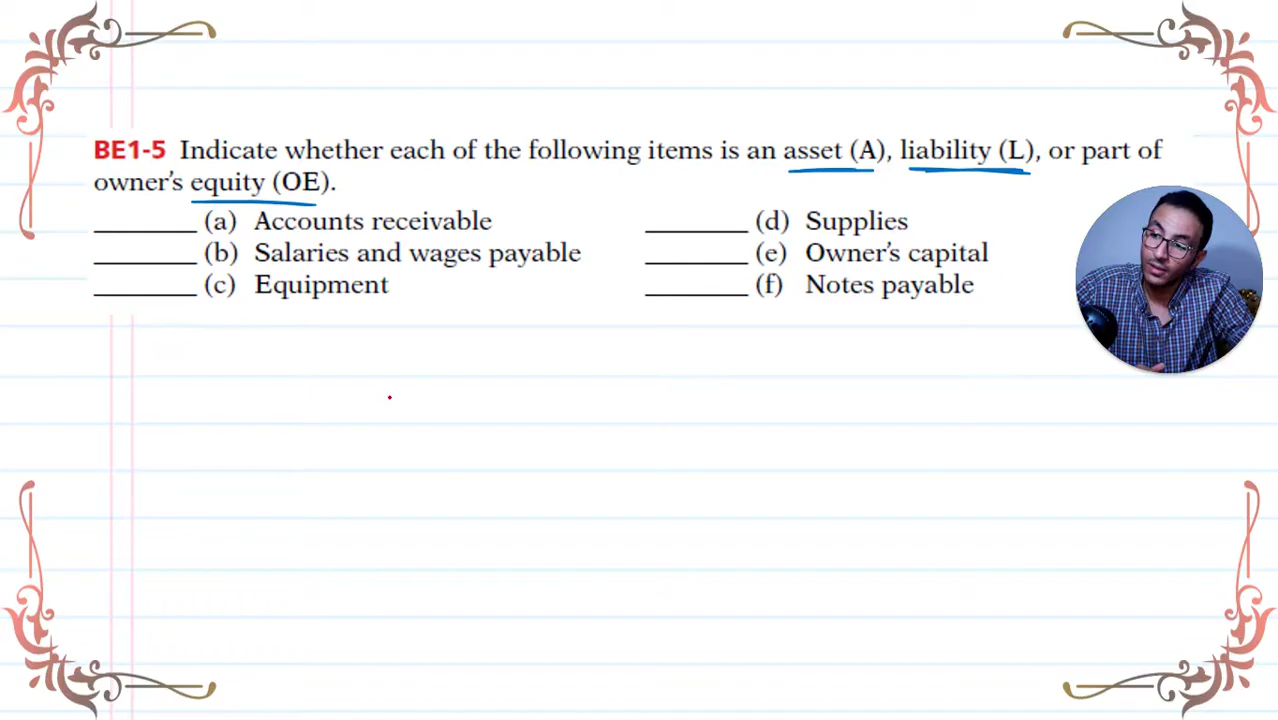 BE1-5 Indicate whether each of the following items is an asset (A), liability (L), or part of
owner's equity (OE).
________ (a) Accounts receivable
________ (b) Salaries and wages payable
________ (c) Equipment
________ (d) Supplies
________ (e) Owner's capital
________ (f) Notes payable